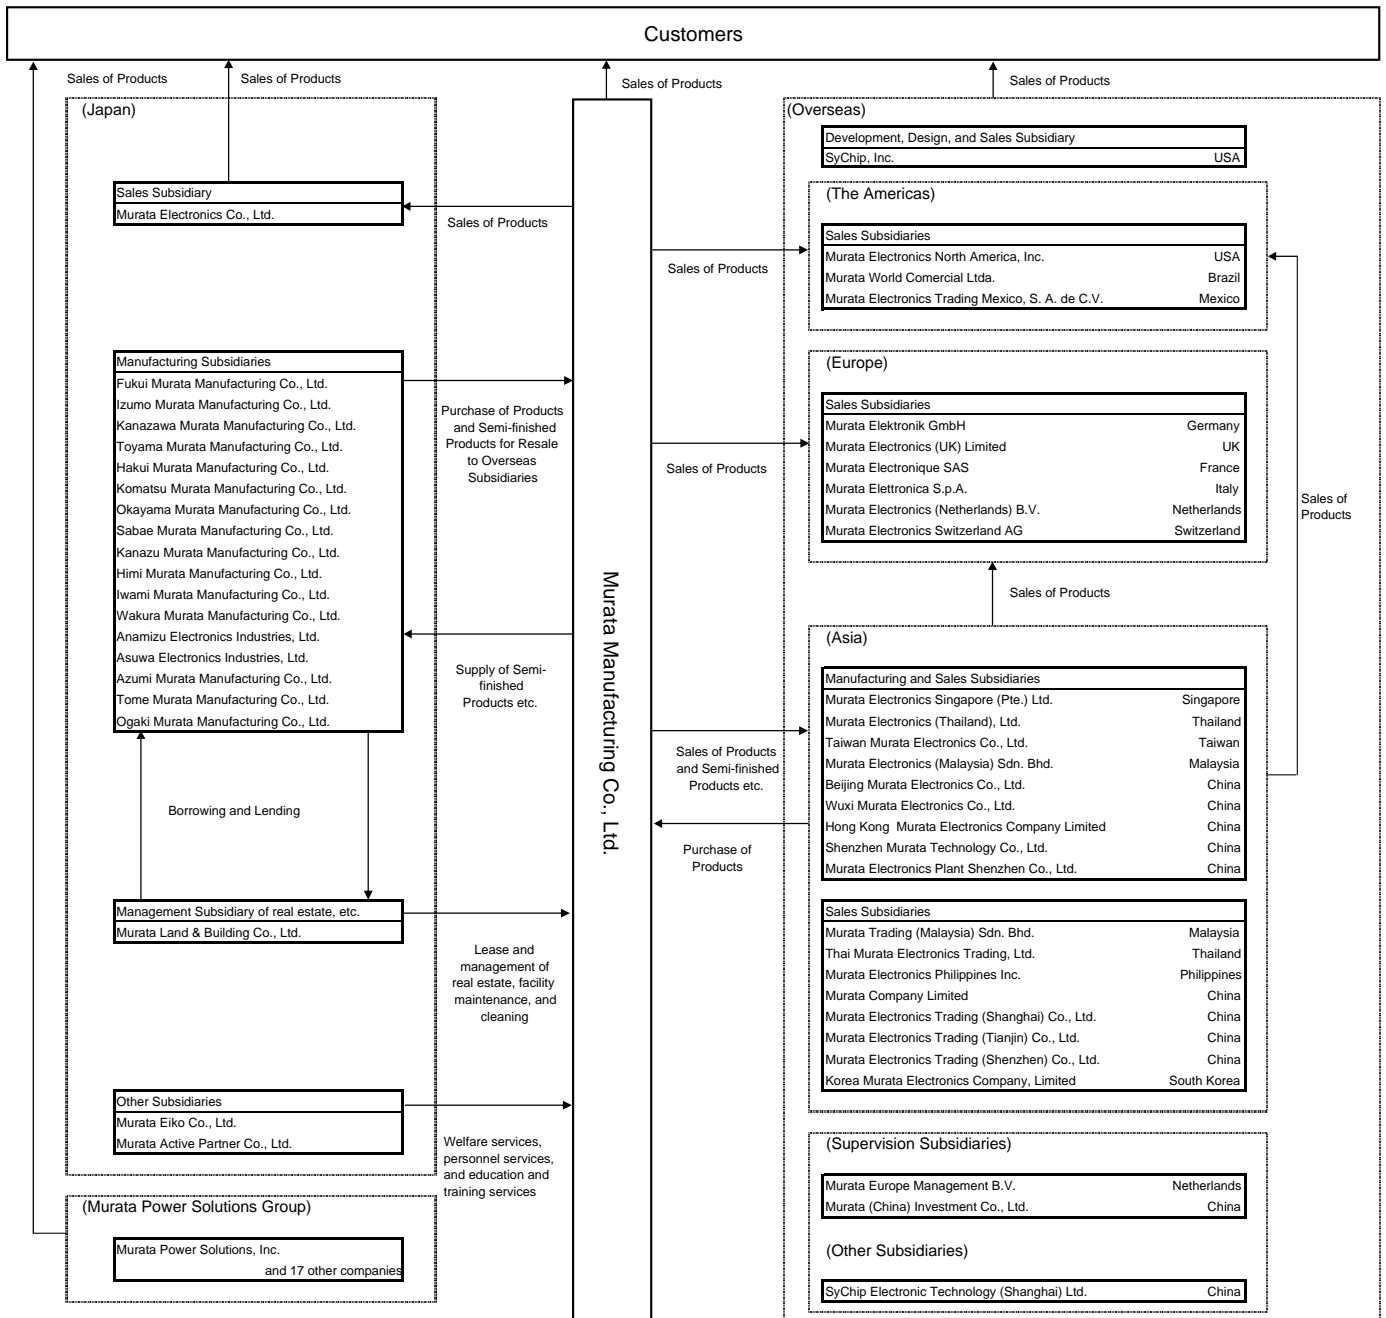 Customers
Sales of Products
Sales of Products
Sales of Products
Sales of Products
(Japan)
Sales Subsidiary
Murata Electronics Co., Ltd.
Sales of Products
Manufacturing Subsidiaries
Fukui Murata Manufacturing Co., Ltd.
Izumo Murata Manufacturing Co., Ltd.
Kanazawa Murata Manufacturing Co., Ltd.
Toyama Murata Manufacturing Co., Ltd.
Hakui Murata Manufacturing Co., Ltd.
Komatsu Murata Manufacturing Co., Ltd.
Okayama Murata Manufacturing Co., Ltd.
Sabae Murata Manufacturing Co., Ltd.
Kanazu Murata Manufacturing Co., Ltd.
Himi Murata Manufacturing Co., Ltd.
Iwami Murata Manufacturing Co., Ltd.
Wakura Murata Manufacturing Co., Ltd.
Anamizu Electronics Industries, Ltd.
Asuwa Electronics Industries, Ltd.
Azumi Murata Manufacturing Co., Ltd.
Tome Murata Manufacturing Co., Ltd.
Ogaki Murata Manufacturing Co., Ltd.
Purchase of Products
and Semi-finished
Products for Resale
to Overseas
Subsidiaries
Supply of Semi-
finished
Products etc.
Borrowing and Lending
Management Subsidiary of real estate, etc.
Murata Land & Building Co., Ltd.
Lease and
management of
real estate, facility
maintenance, and
cleaning
Other Subsidiaries
Murata Eiko Co., Ltd.
Murata Active Partner Co., Ltd.
Welfare services,
personnel services,
and education and
training services
(Murata Power Solutions Group)
Murata Power Solutions, Inc.
and 17 other companies
Murata Manufacturing Co., Ltd.
(Overseas)
Development, Design, and Sales Subsidiary
SyChip, Inc. USA
(The Americas)
Sales Subsidiaries
Murata Electronics North America, Inc. USA
Murata World Comercial Ltda. Brazil
Murata Electronics Trading Mexico, S. A. de C.V. Mexico
Sales of Products
(Europe)
Sales Subsidiaries
Murata Elektronik GmbH Germany
Murata Electronics (UK) Limited UK
Murata Electronique SAS France
Murata Elettronica S.p.A. Italy
Murata Electronics (Netherlands) B.V. Netherlands
Murata Electronics Switzerland AG Switzerland
Sales of Products
Sales of
Products
Sales of Products
(Asia)
Manufacturing and Sales Subsidiaries
Murata Electronics Singapore (Pte.) Ltd. Singapore
Murata Electronics (Thailand), Ltd. Thailand
Taiwan Murata Electronics Co., Ltd. Taiwan
Murata Electronics (Malaysia) Sdn. Bhd. Malaysia
Beijing Murata Electronics Co., Ltd. China
Wuxi Murata Electronics Co., Ltd. China
Hong Kong Murata Electronics Company Limited China
Shenzhen Murata Technology Co., Ltd. China
Murata Electronics Plant Shenzhen Co., Ltd. China
Sales of Products
and Semi-finished
Products etc.
Purchase of
Products
Sales Subsidiaries
Murata Trading (Malaysia) Sdn. Bhd. Malaysia
Thai Murata Electronics Trading, Ltd. Thailand
Murata Electronics Philippines Inc. Philippines
Murata Company Limited China
Murata Electronics Trading (Shanghai) Co., Ltd. China
Murata Electronics Trading (Tianjin) Co., Ltd. China
Murata Electronics Trading (Shenzhen) Co., Ltd. China
Korea Murata Electronics Company, Limited South Korea
(Supervision Subsidiaries)
Murata Europe Management B.V. Netherlands
Murata (China) Investment Co., Ltd. China
(Other Subsidiaries)
SyChip Electronic Technology (Shanghai) Ltd. China